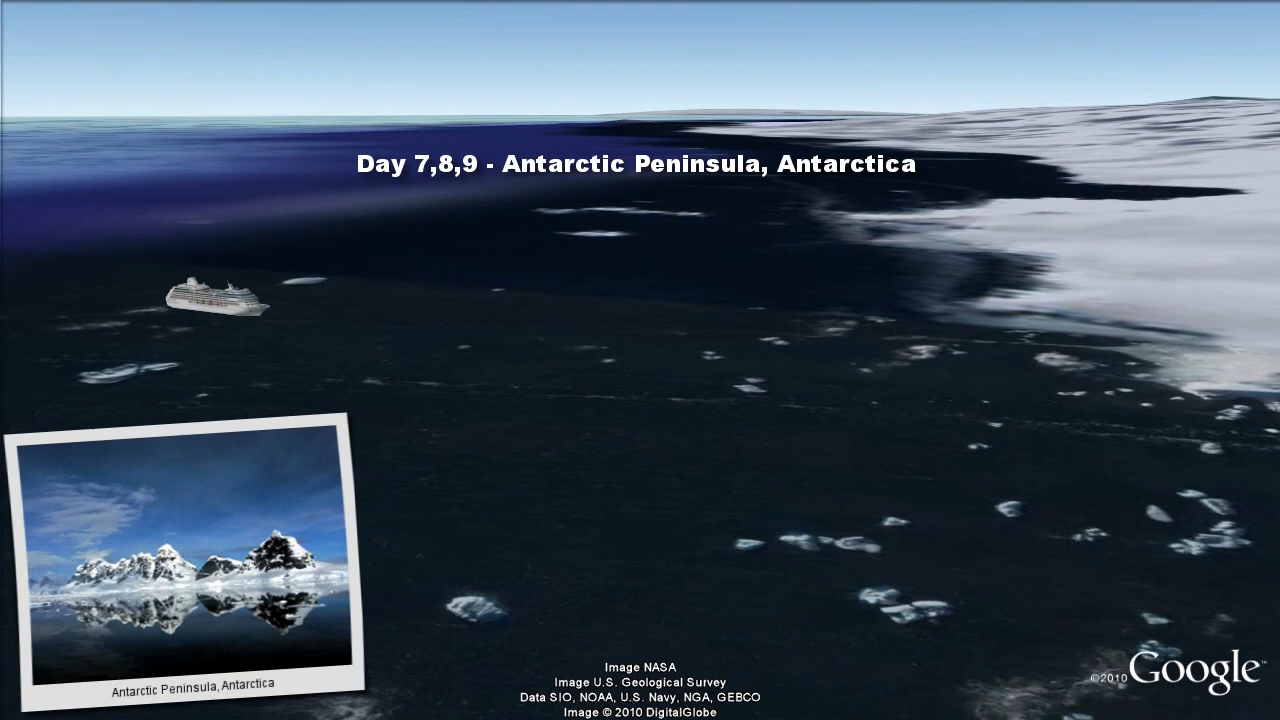 Day 7,8,9 - Antarctic Peninsula, Antarctica
Antarctic Peninsula, Antarctica
Image NASA
Image U.S. Geological Survey
Data SIO, NOAA, U.S. Navy, NGA, GEBCO
Image © 2010 DigitalGlobe
©2010 Google™